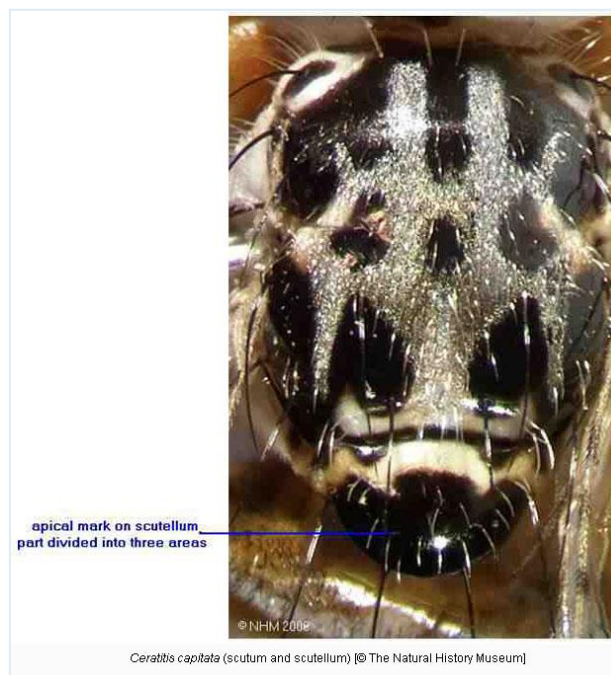 apical mark on scutellum
part divided into three areas
© NHM 2008
Ceratitis capitata (scutum and scutellum) [© The Natural History Museum]